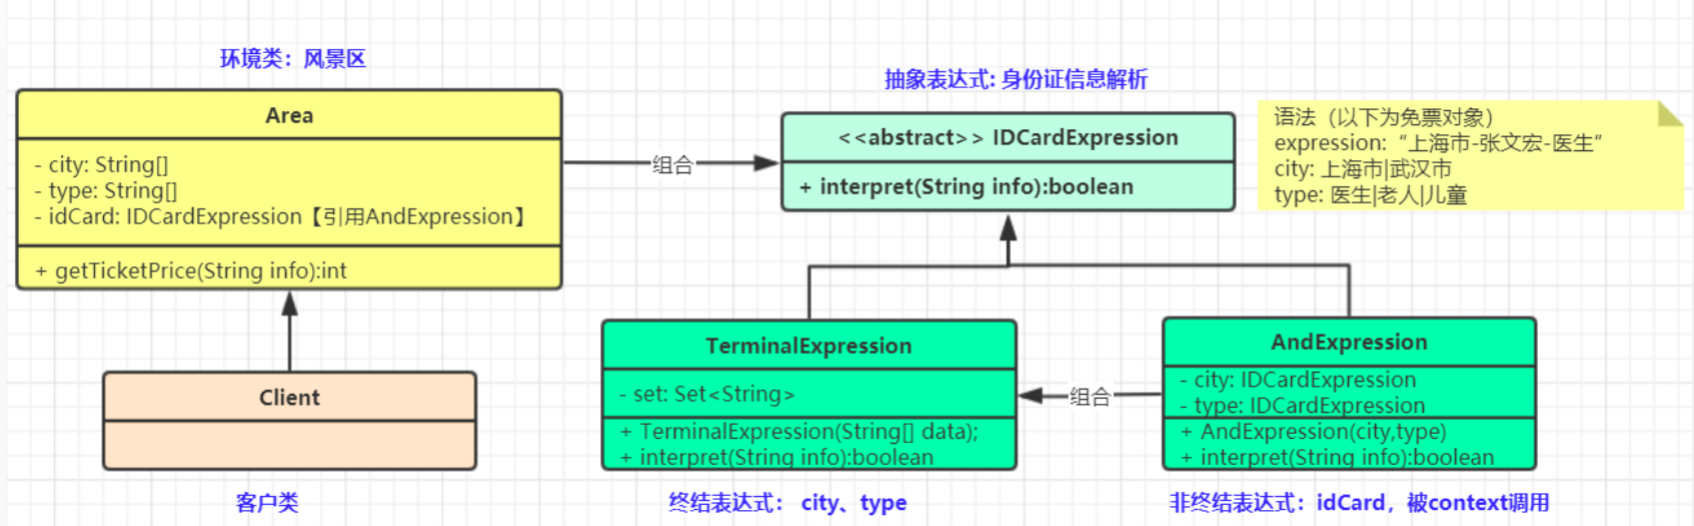 环境类：风景区
Area
- city: String[]
- type: String[]
- idCard: IDCardExpression【引用AndExpression】
+ getTicketPrice(String info):int
组合
抽象表达式: 身份证信息解析
<<abstract>> IDCardExpression
+ interpret(String info):boolean
语法（以下为免票对象）
expression:“上海市-张文宏-医生”
city: 上海市|武汉市
type: 医生|老人|儿童
Client
客户类
TerminalExpression
- set: Set<String>
+ TerminalExpression(String[] data);
+ interpret(String info):boolean
终结表达式： city、type
组合
AndExpression
- city: IDCardExpression
- type: IDCardExpression
+ AndExpression(city,type)
+ interpret(String info):boolean
非终结表达式：idCard，被context调用